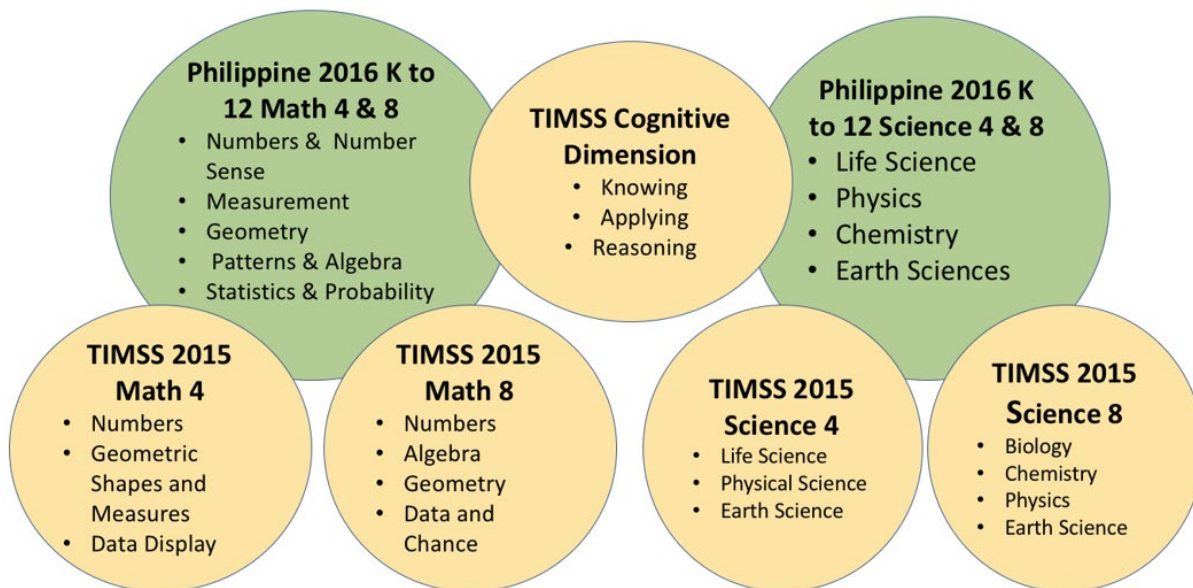 Philippine 2016 K to
12 Math 4 & 8
• Numbers & Number
Sense
• Measurement
• Geometry
• Patterns & Algebra
• Statistics & Probability
TIMSS Cognitive
Dimension
• Knowing
• Applying
• Reasoning
Philippine 2016 K
to 12 Science 4 & 8
• Life Science
• Physics
• Chemistry
• Earth Sciences
TIMSS 2015
Math 4
• Numbers
• Geometric
Shapes and
Measures
• Data Display
TIMSS 2015
Math 8
• Numbers
• Algebra
• Geometry
• Data and
Chance
TIMSS 2015
Science 4
• Life Science
• Physical Science
• Earth Science
TIMSS 2015
Science 8
• Biology
• Chemistry
• Physics
• Earth Science